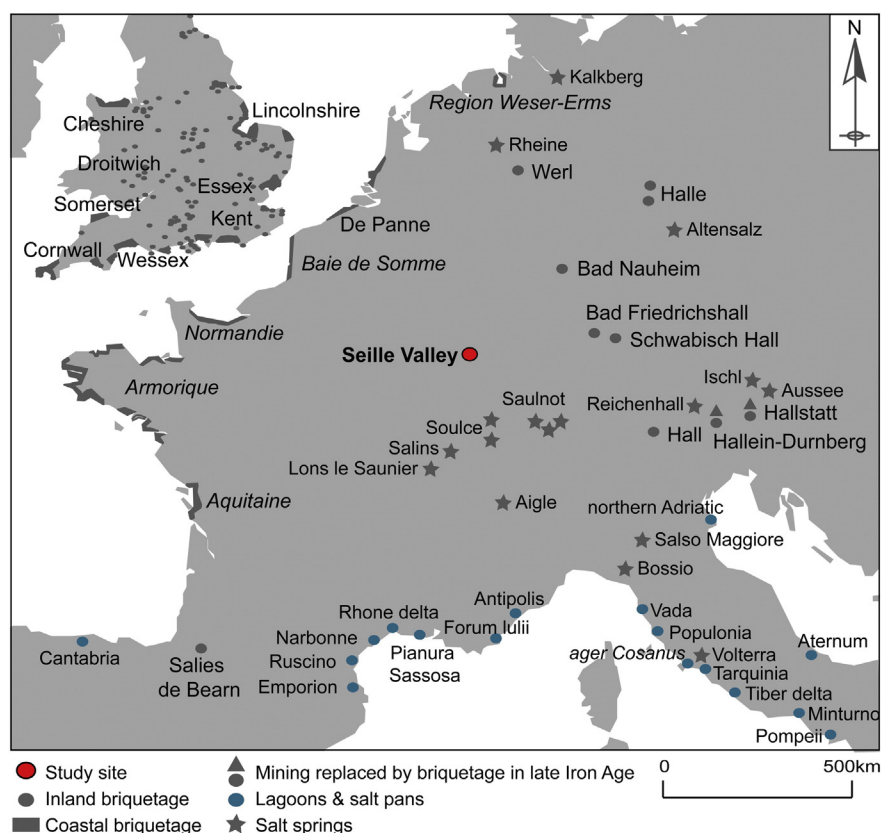 N
Kalkberg
Region Weser-Erms
Lincolnshire
Cheshire
Rheine
Droitwich
Werl
Essex
Halle
Somerset
Kent
De Panne
Altensalz
Cornwall
Wessex
Baie de Somme
Bad Nauheim
Bad Friedrichshall
Normandie
Schwabisch Hall
Seille Valley
Ischl
Aussee
Armorique
Saulnot
Reichenhall
Hallstatt
Soulce
Hall
Hallein-Durnberg
Salins
Lons le Saunier
Aquitaine
Aigle
northern Adriatic
Salso Maggiore
Bossio
Antipolis
Rhone delta
Vada
Forum Iulii
Narbonne
Populonia
Aternum
Cantabria
Salies
de Bearn
Pianura
Sassosa
ager Cosanus
Volterra
Ruscino
Tarquinia
Emporion
Tiber delta
Minturno
Pompeii
Study site
Mining replaced by briquetage in late Iron Age
0
500km
Inland briquetage
Lagoons & salt pans
Coastal briquetage
Salt springs